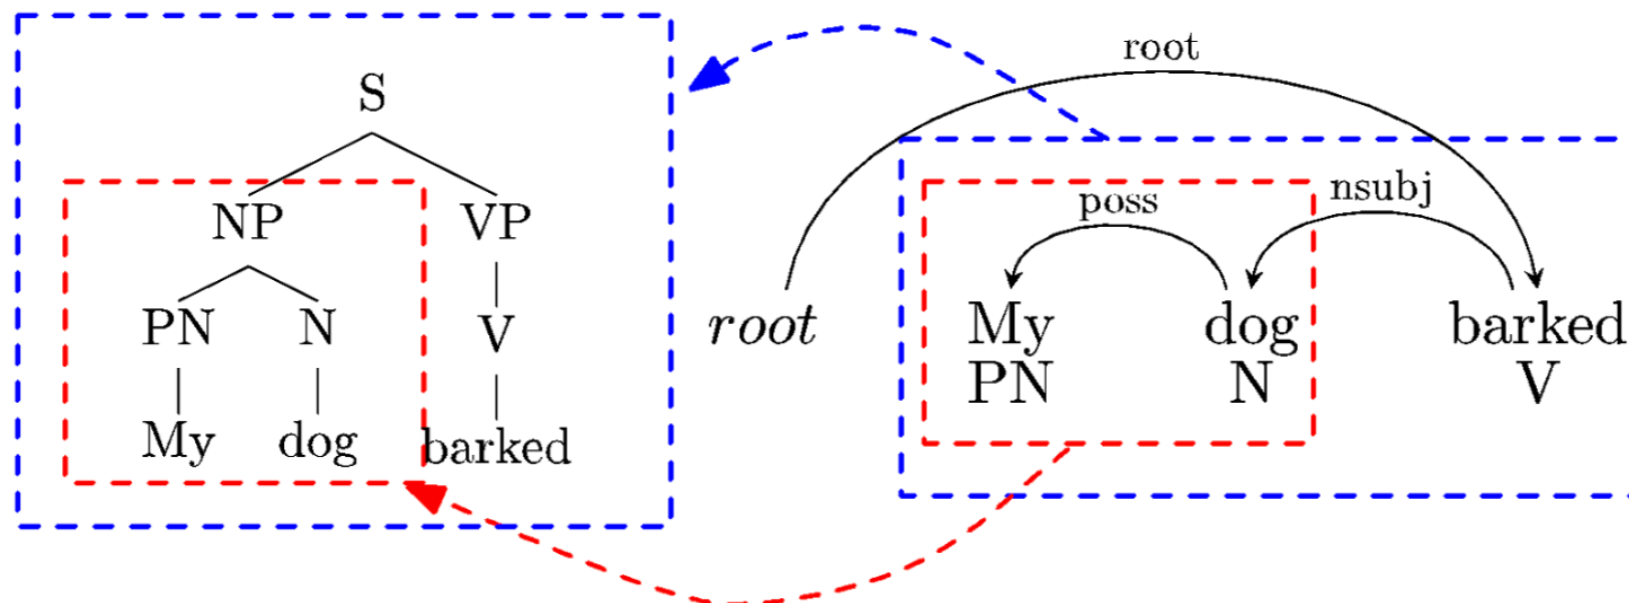 S
NP VP
PN N V
My dog barked
root
poss nsubj
root My dog barked
PN N V